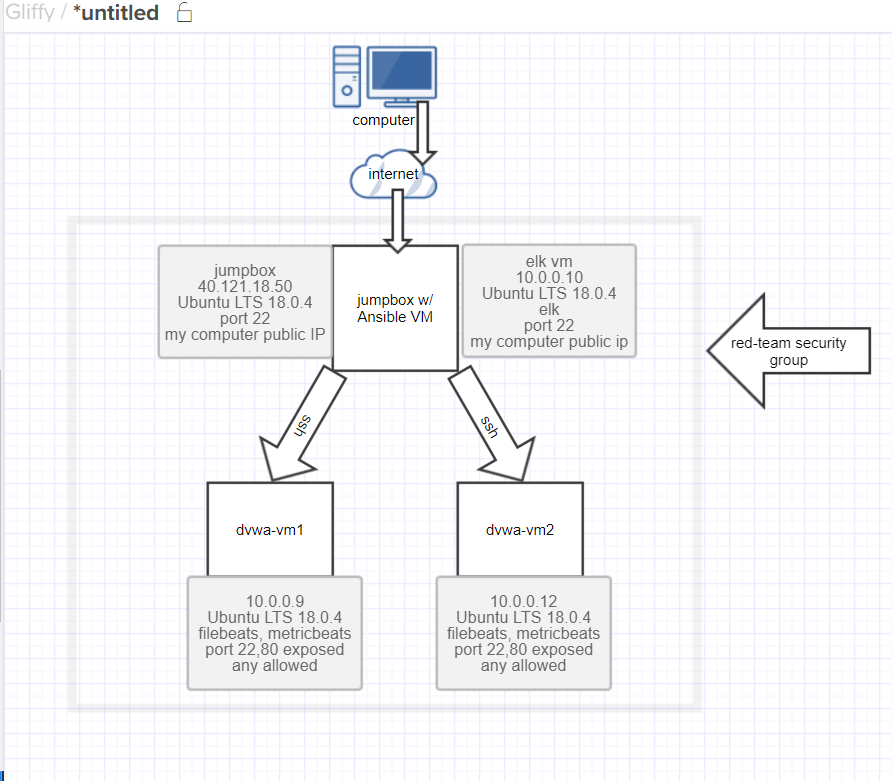 Gliffy / *untitled
computer
internet
jumpbox
40.121.18.50
Ubuntu LTS 18.0.4
port 22
my computer public IP
jumpbox w/
Ansible VM
elk vm
10.0.0.10
Ubuntu LTS 18.0.4
elk
port 22
my computer public ip
red-team security
group
ssh
ssh
dvwa-vm1
dvwa-vm2
10.0.0.9
Ubuntu LTS 18.0.4
filebeats, metricbeats
port 22,80 exposed
any allowed
10.0.0.12
Ubuntu LTS 18.0.4
filebeats, metricbeats
port 22,80 exposed
any allowed